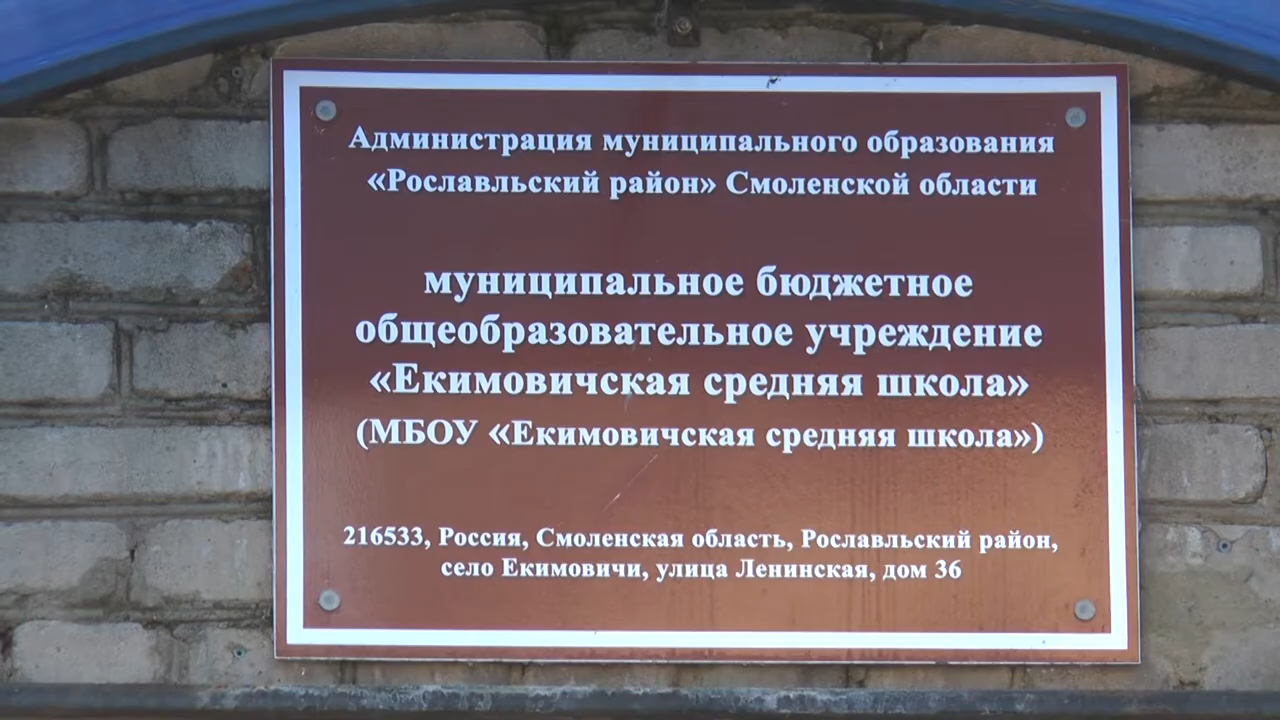 Администрация муниципального образования
«Рославльский район» Смоленской области
муниципальное бюджетное
общеобразовательное учреждение
«Екимовичская средняя школа»
(МБОУ «Екимовичская средняя школа»)
216533, Россия, Смоленская область, Рославльский район,
село Екимовичи, улица Ленинская, дом 36